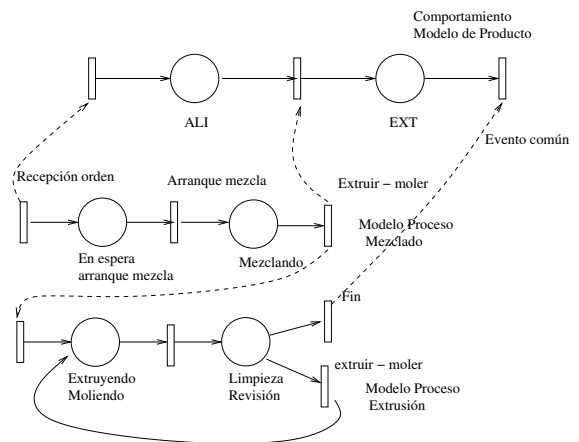 Comportamiento
Modelo de Producto
ALI
EXT
Evento común
Recepción orden
Arranque mezcla
Extruir − moler
Modelo Proceso
Mezclado
En espera
arranque mezcla
Mezclando
Fin
Extruyendo
Moliendo
Limpieza
Revisión
extruir − moler
Modelo Proceso
Extrusión